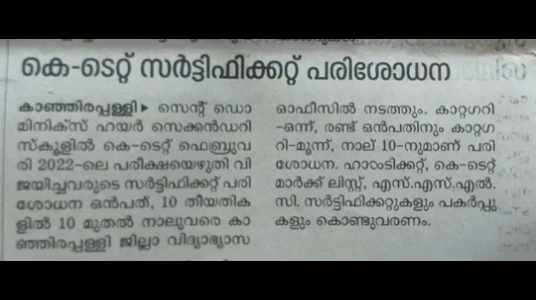 കെ-ടെറ്റ് സർട്ടിഫിക്കറ്റ് പരിശോധന
കാഞ്ഞിരപ്പള്ളി ▸ സെന്റ് ഡൊ
മിനിക്സ് ഹയർ സെക്കൻഡറി
സ്കൂളിൽ കെ-ടെറ്റ് ഫെബ്രുവ
രി 2022-ലെ പരീക്ഷയെഴുതി വി
ജയിച്ചവരുടെ സർട്ടിഫിക്കറ്റ് പരി
ശോധന ഒൻപത്, 10 തീയതിക
ളിൽ 10 മുതൽ നാലുവരെ കാ
ഞ്ഞിരപ്പള്ളി ജില്ലാ വിദ്യാഭ്യാസ
ഓഫീസിൽ നടത്തും. കാറ്റഗറി
-ഒന്ന്, രണ്ട് ഒൻപതിനും കാറ്റഗ
റി-മൂന്ന്, നാല് 10-നുമാണ് പരി
ശോധന. ഹാൾടിക്കറ്റ്, കെ-ടെറ്റ്
മാർക്ക് ലിസ്റ്റ്, എസ്.എസ്.എൽ.
സി. സർട്ടിഫിക്കറ്റുകളും പകർപ്പു
കളും കൊണ്ടുവരണം.